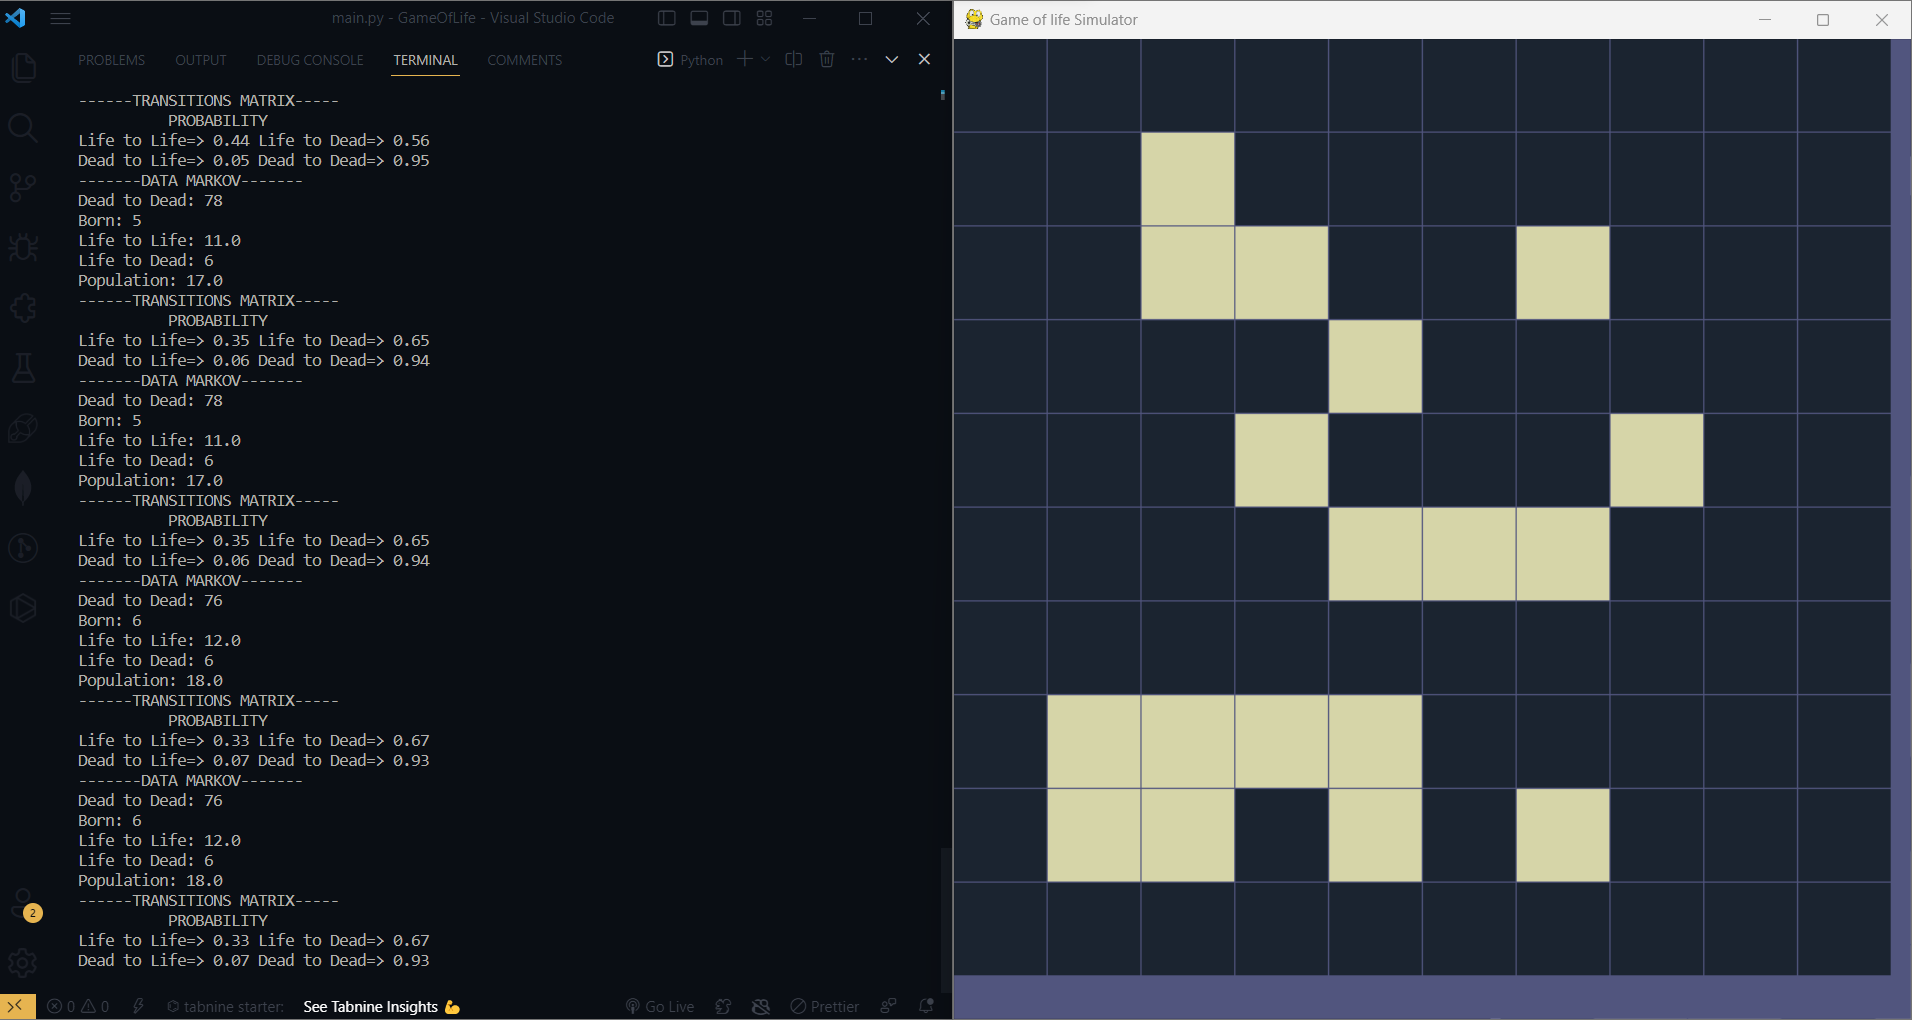 main.py - GameOfLife - Visual Studio Code
PROBLEMS OUTPUT DEBUG CONSOLE TERMINAL COMMENTS Python
------TRANSITIONS MATRIX-----
PROBABILITY
Life to Life=> 0.44 Life to Dead=> 0.56
Dead to Life=> 0.05 Dead to Dead=> 0.95
-------DATA MARKOV-------
Dead to Dead: 78
Born: 5
Life to Life: 11.0
Life to Dead: 6
Population: 17.0
------TRANSITIONS MATRIX-----
PROBABILITY
Life to Life=> 0.35 Life to Dead=> 0.65
Dead to Life=> 0.06 Dead to Dead=> 0.94
-------DATA MARKOV-------
Dead to Dead: 78
Born: 5
Life to Life: 11.0
Life to Dead: 6
Population: 17.0
------TRANSITIONS MATRIX-----
PROBABILITY
Life to Life=> 0.35 Life to Dead=> 0.65
Dead to Life=> 0.06 Dead to Dead=> 0.94
-------DATA MARKOV-------
Dead to Dead: 76
Born: 6
Life to Life: 12.0
Life to Dead: 6
Population: 18.0
------TRANSITIONS MATRIX-----
PROBABILITY
Life to Life=> 0.33 Life to Dead=> 0.67
Dead to Life=> 0.07 Dead to Dead=> 0.93
-------DATA MARKOV-------
Dead to Dead: 76
Born: 6
Life to Life: 12.0
Life to Dead: 6
Population: 18.0
------TRANSITIONS MATRIX-----
PROBABILITY
Life to Life=> 0.33 Life to Dead=> 0.67
Dead to Life=> 0.07 Dead to Dead=> 0.93
2
0 0 tabnine starter: See Tabnine Insights 💪 Go Live Prettier
Game of life Simulator